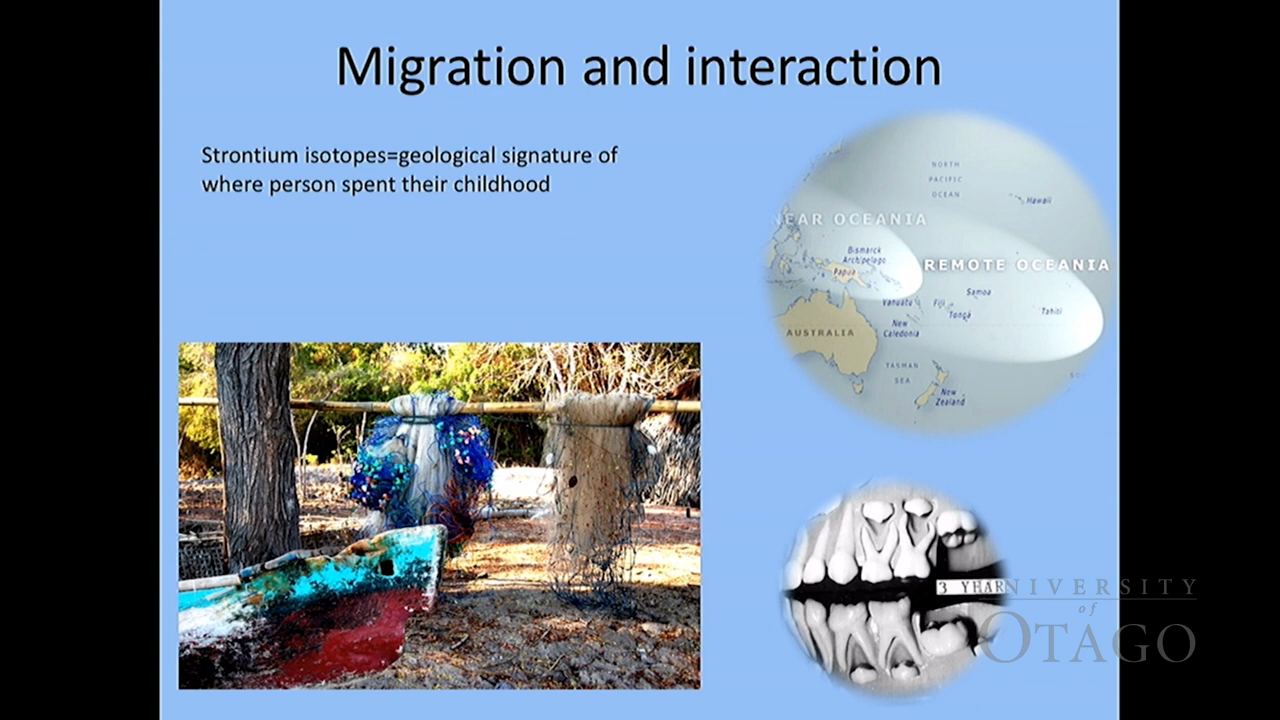 Migration and interaction
Strontium isotopes=geological signature of
where person spent their childhood
NORTH
PACIFIC
OCEAN
Hawaii
NEAR OCEANIA
Bismarck
Archipelago
REMOTE OCEANIA
Papua
Samoa
Vanuatu
Fiji
Tonga
Tahiti
New
Caledonia
AUSTRALIA
TASMAN
SEA
New
Zealand
3 YEAR
UNIVERSITY
of
OTAGO